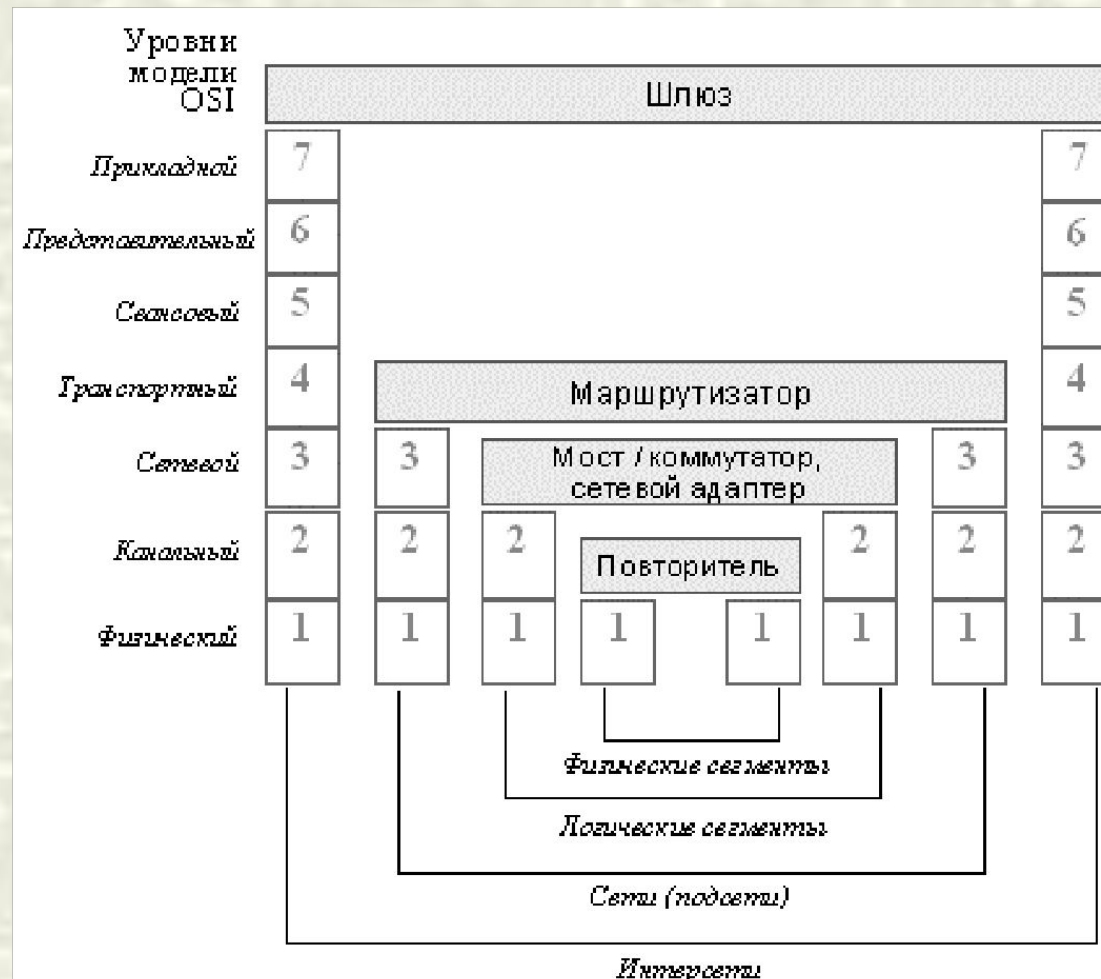 Уровни
модели
OSI
Шлюз
Прикладной 7 7
Представительный 6 6
Сеансовый 5 5
Транспортный 4 Маршрутизатор 4
Сетевой 3 3 Мост / коммутатор, 3 3
сетевой адаптер
Канальный 2 2 2 Повторитель 2 2 2
Физический 1 1 1 1 1 1 1 1
Физические сегменты
Логические сегменты
Сети (подсети)
Интерсети